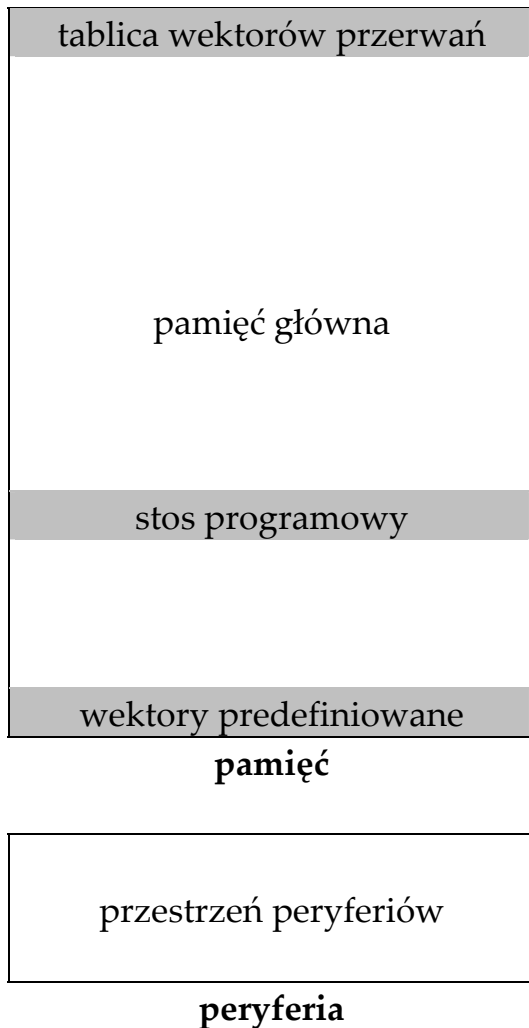 tablica wektorów przerwań
pamięć główna
stos programowy
wektory predefiniowane
pamięć
przestrzeń peryferiów
peryferia